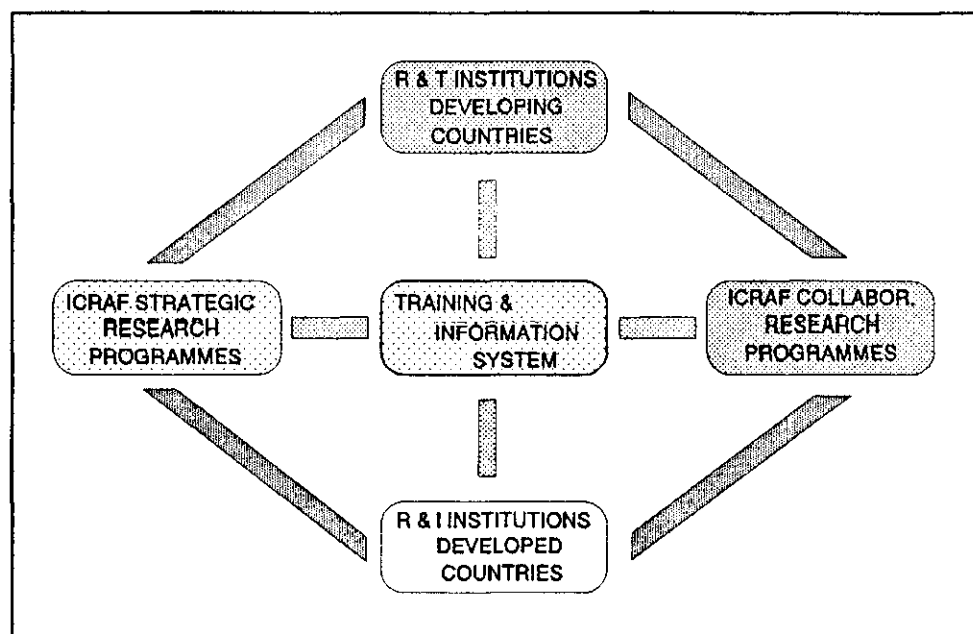 R & T INSTITUTIONS
DEVELOPING
COUNTRIES
ICRAF STRATEGIC
RESEARCH
PROGRAMMES
TRAINING &
INFORMATION
SYSTEM
ICRAF COLLABOR.
RESEARCH
PROGRAMMES
R & I INSTITUTIONS
DEVELOPED
COUNTRIES